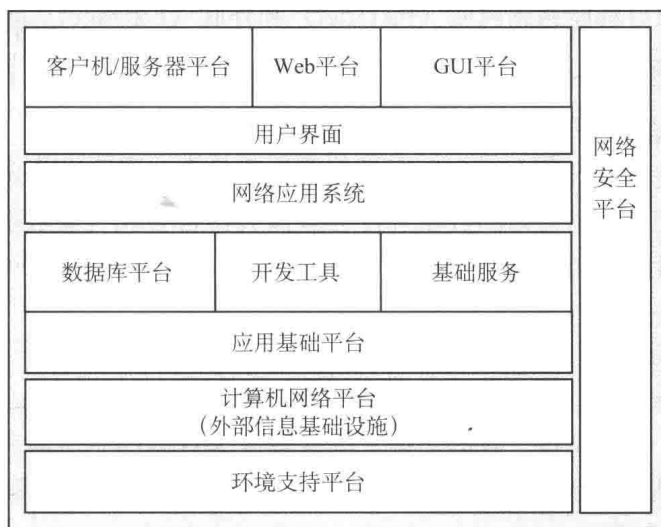 客户机/服务器平台
Web平台
GUI平台
用户界面
网络应用系统
数据库平台
开发工具
基础服务
应用基础平台
计算机网络平台
（外部信息基础设施）
环境支持平台
网络
安全
平台